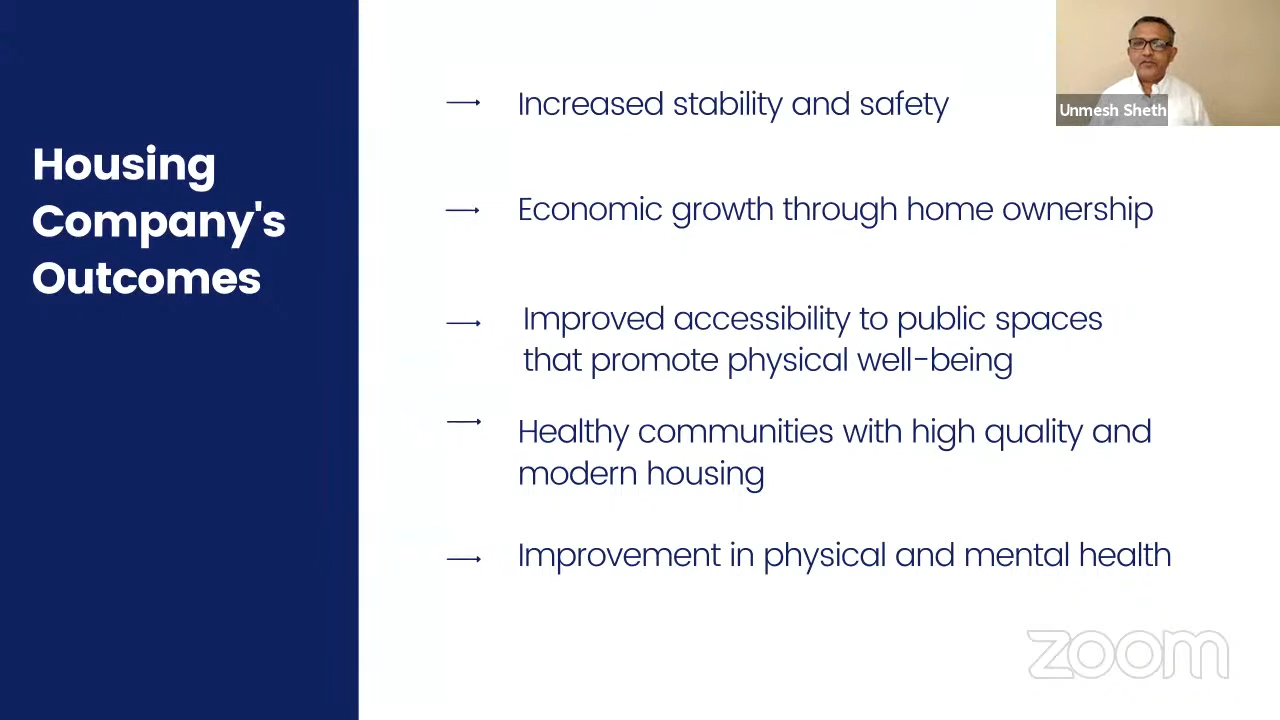 Housing
Company's
Outcomes
Increased stability and safety
Economic growth through home ownership
Improved accessibility to public spaces
that promote physical well-being
Healthy communities with high quality and
modern housing
Improvement in physical and mental health
Unmesh Sheth
zoom